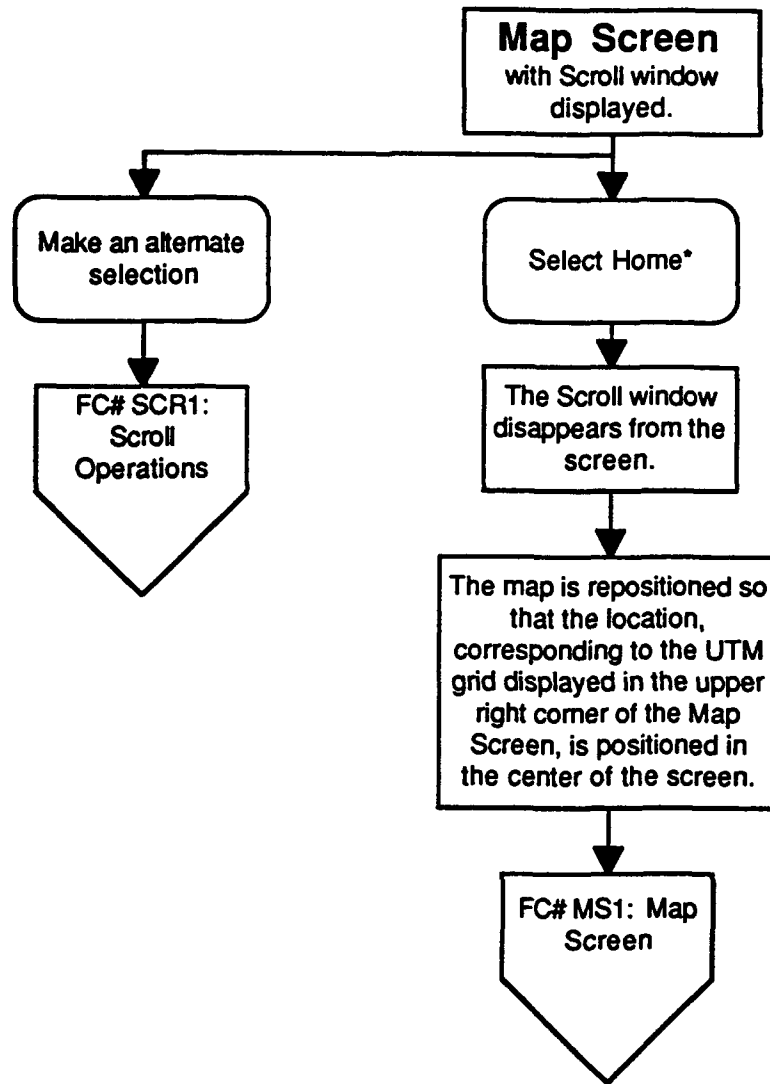 Map Screen
with Scroll window
displayed.
Make an alternate
selection
Select Home*
FC# SCR1:
Scroll
Operations
The Scroll window
disappears from the
screen.
The map is repositioned so
that the location,
corresponding to the UTM
grid displayed in the upper
right corner of the Map
Screen, is positioned in
the center of the screen.
FC# MS1: Map
Screen